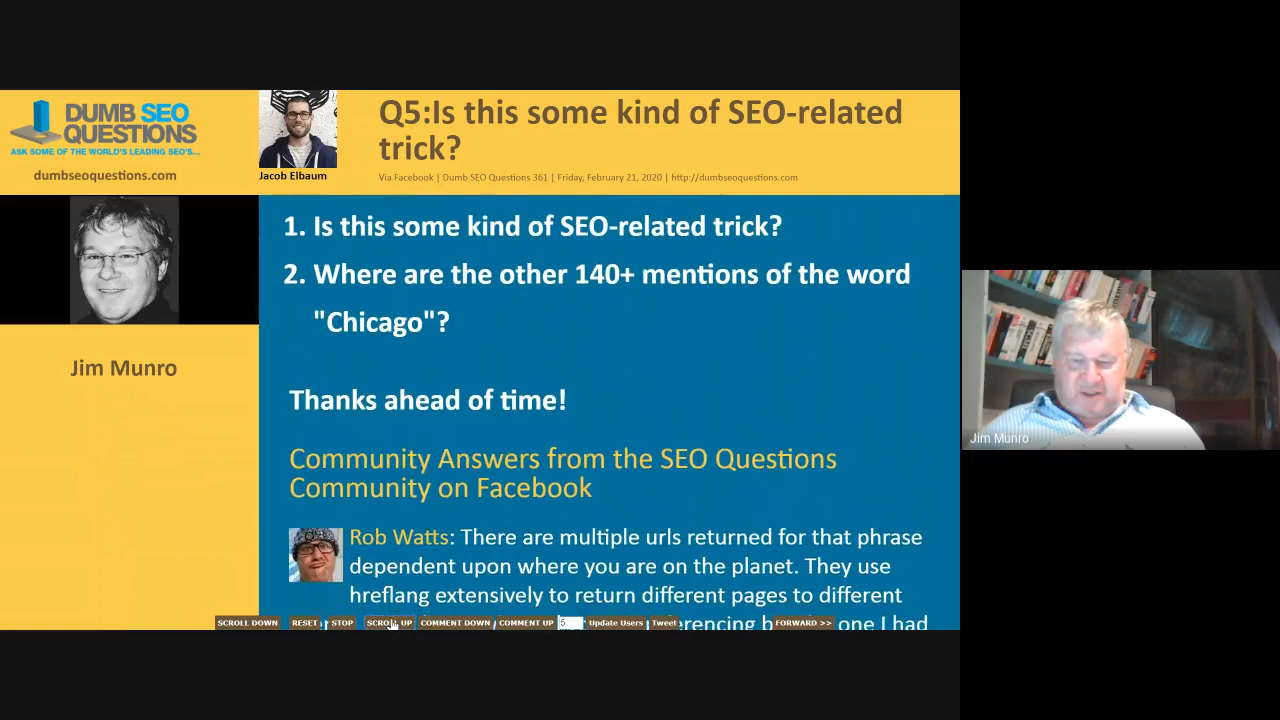 DUMB SEO
QUESTIONS
ASK SOME OF THE WORLD'S LEADING SEO'S...
dumbseoquestions.com
Jacob Elbaum
Q5:Is this some kind of SEO-related
trick?
Via Facebook | Dumb SEO Questions 361 | Friday, February 21, 2020 | http://dumbseoquestions.com
Jim Munro
1. Is this some kind of SEO-related trick?
2. Where are the other 140+ mentions of the word
"Chicago"?
Thanks ahead of time!
Community Answers from the SEO Questions
Community on Facebook
Rob Watts: There are multiple urls returned for that phrase
dependent upon where you are on the planet. They use
hreflang extensively to return different pages to different
one I had
SCROLL DOWN RESET STOP SCROLL UP COMMENT DOWN COMMENT UP 5 Update Users Tweet FORWARD >>
Jim Munro